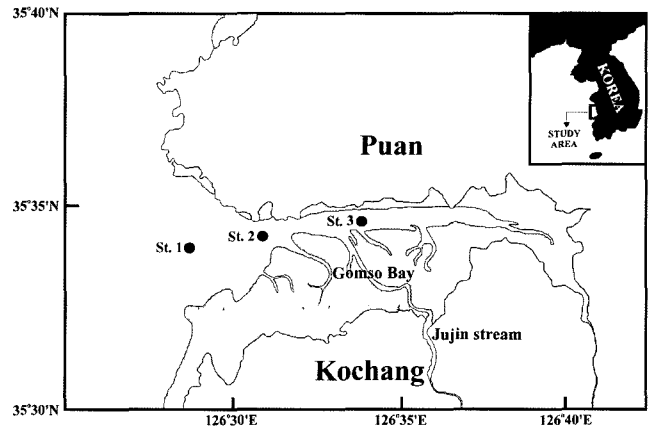 35°40'N
KOREA
STUDY
AREA
Puan
35°35'N
St. 1
St. 2
St. 3
Gomso Bay
Jujin stream
Kochang
35°30'N
126°30'E
126°35'E
126°40'E